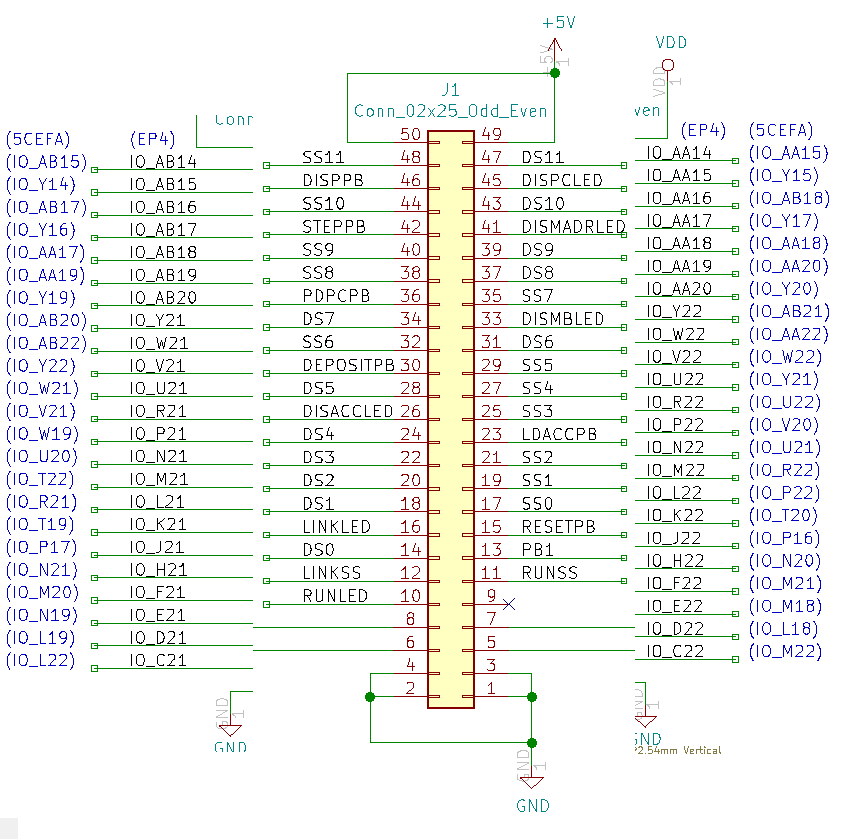 +5V
VDD
+5V
1
VDD
1
J1
Conn
Conn_02x25_Odd_Even
ven
50 49
(5CEFA) (EP4) (EP4) (5CEFA)
(IO_AB15) IO_AB14 SS11 48 47 DS11 IO_AA14 (IO_AA15)
(IO_Y14) IO_AB15 DISPPB 46 45 DISPCLED IO_AA15 (IO_Y15)
(IO_AB17) IO_AB16 SS10 44 43 DS10 IO_AA16 (IO_AB18)
(IO_Y16) IO_AB17 STEPPB 42 41 DISMADRLED IO_AA17 (IO_Y17)
(IO_AA17) IO_AB18 SS9 40 39 DS9 IO_AA18 (IO_AA18)
(IO_AA19) IO_AB19 SS8 38 37 DS8 IO_AA19 (IO_AA20)
(IO_Y19) IO_AB20 PDPCPB 36 35 SS7 IO_AA20 (IO_Y20)
(IO_AB20) IO_Y21 DS7 34 33 DISMBLED IO_Y22 (IO_AB21)
(IO_AB22) IO_W21 SS6 32 31 DS6 IO_W22 (IO_AA22)
(IO_Y22) IO_V21 DEPOSITPB 30 29 SS5 IO_V22 (IO_W22)
(IO_W21) IO_U21 DS5 28 27 SS4 IO_U22 (IO_Y21)
(IO_V21) IO_R21 DISACCLED 26 25 SS3 IO_R22 (IO_U22)
(IO_W19) IO_P21 DS4 24 23 LDACCPB IO_P22 (IO_V20)
(IO_U20) IO_N21 DS3 22 21 SS2 IO_N22 (IO_U21)
(IO_T22) IO_M21 DS2 20 19 SS1 IO_M22 (IO_R22)
(IO_R21) IO_L21 DS1 18 17 SS0 IO_L22 (IO_P22)
(IO_T19) IO_K21 LINKLED 16 15 RESETPB IO_K22 (IO_T20)
(IO_P17) IO_J21 DS0 14 13 PB1 IO_J22 (IO_P16)
(IO_N21) IO_H21 LINKSS 12 11 RUNSS IO_H22 (IO_N20)
(IO_M20) IO_F21 RUNLED 10 9 IO_F22 (IO_M21)
(IO_N19) IO_E21 8 7 IO_E22 (IO_M18)
(IO_L19) IO_D21 6 5 IO_D22 (IO_L18)
(IO_L22) IO_C21 4 3 IO_C22 (IO_M22)
2 1
GND
1
GND
GND
1
GND
P2.54mm Vertical
GND
1
GND